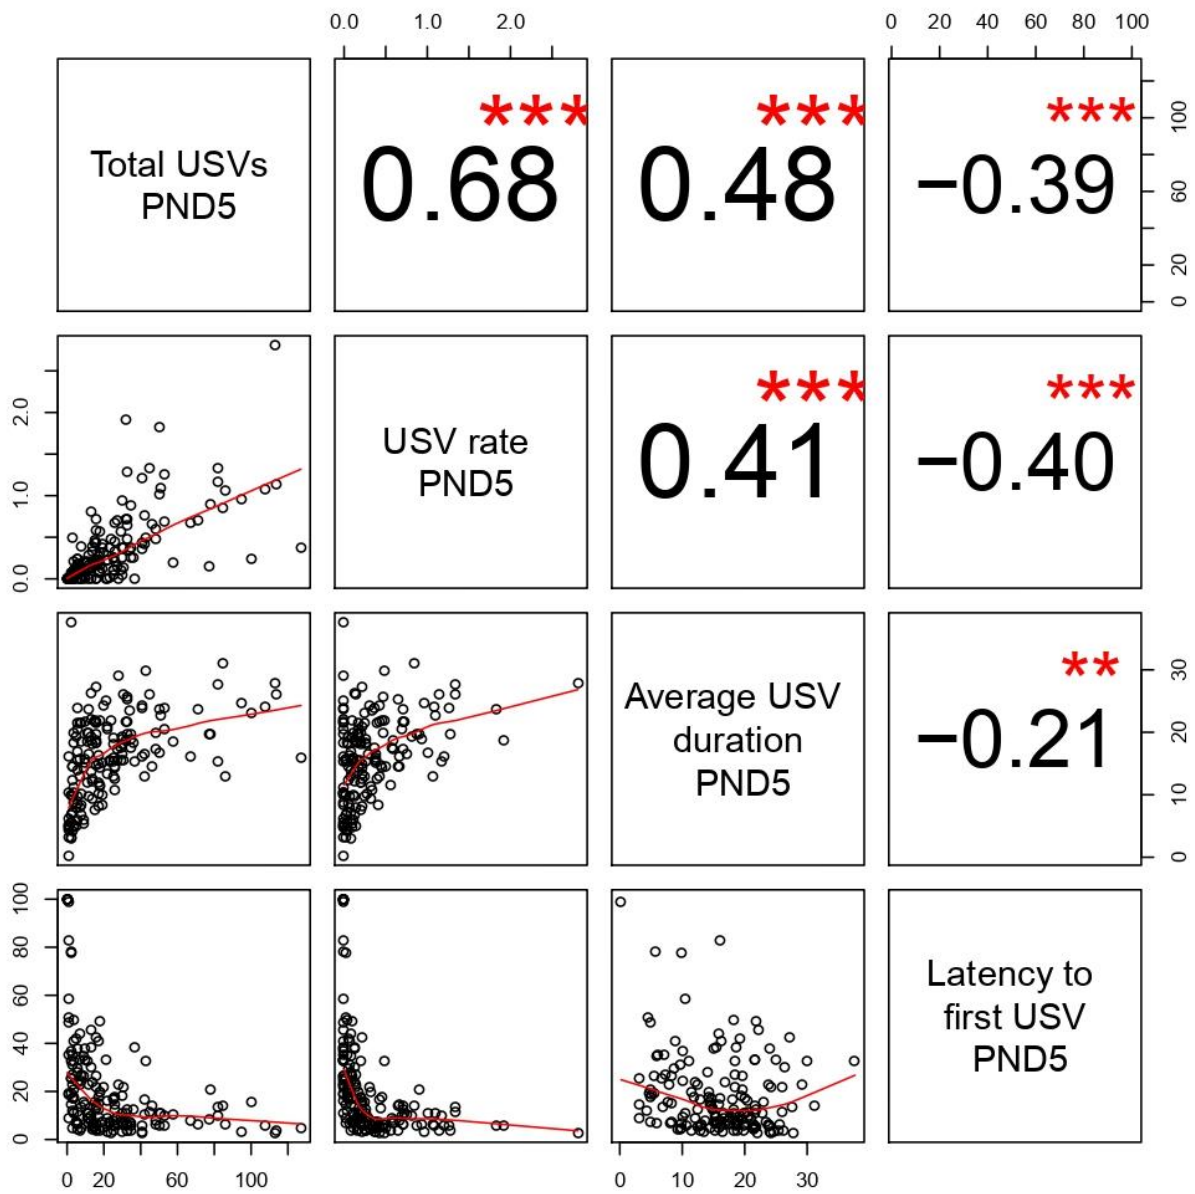 0.0 1.0 2.0 0 20 40 60 80 100
Total USVs
PND5
***
0.68
***
0.48
***
−0.39
0 20 60 100
0.0 1.0 2.0
USV rate
PND5
***
0.41
***
−0.40
Average USV
duration
PND5
**
−0.21
0 10 20 30
0 20 40 60 80 100
Latency to
first USV
PND5
0 20 60 100 0 10 20 30